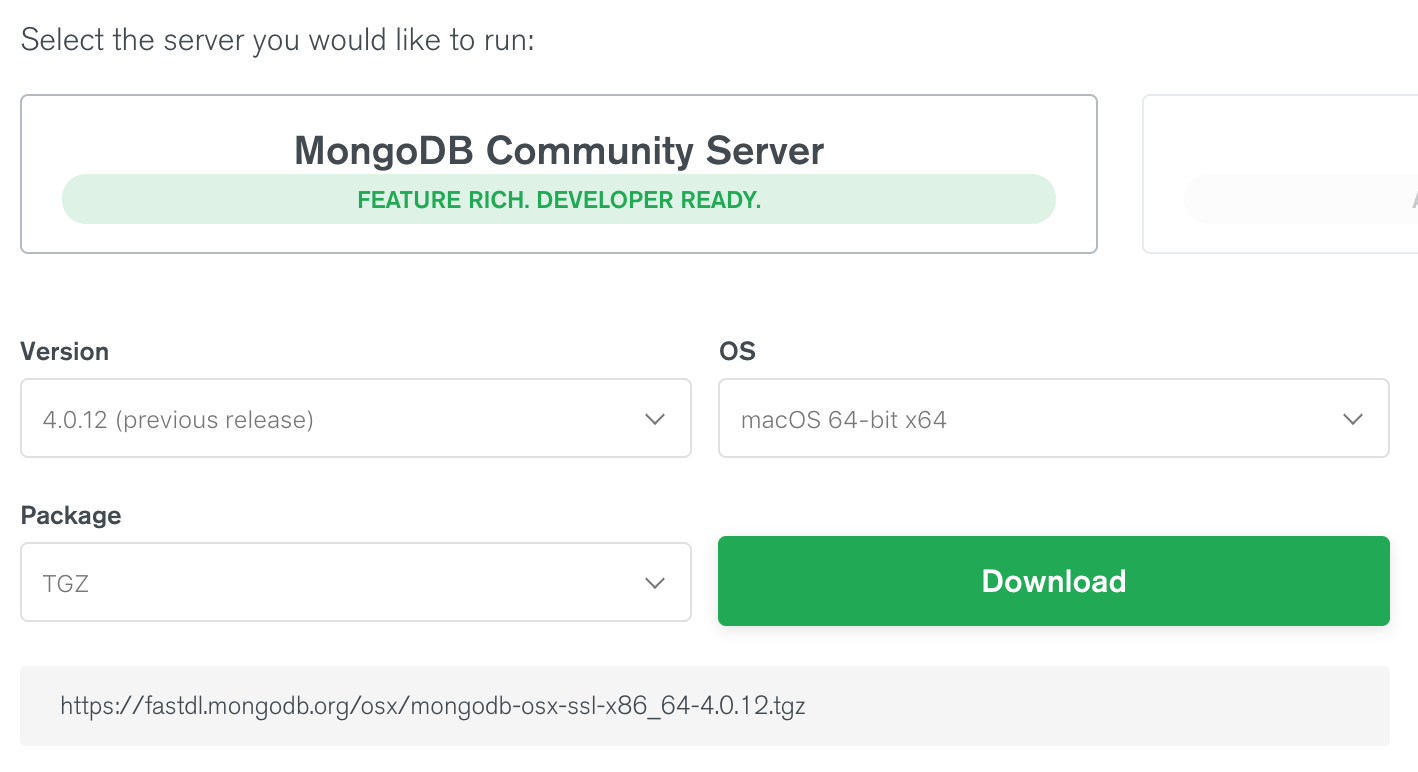 Select the server you would like to run:
MongoDB Community Server
FEATURE RICH. DEVELOPER READY.
Version
OS
4.0.12 (previous release)
macOS 64-bit x64
Package
TGZ
Download
https://fastdl.mongodb.org/osx/mongodb-osx-ssl-x86_64-4.0.12.tgz